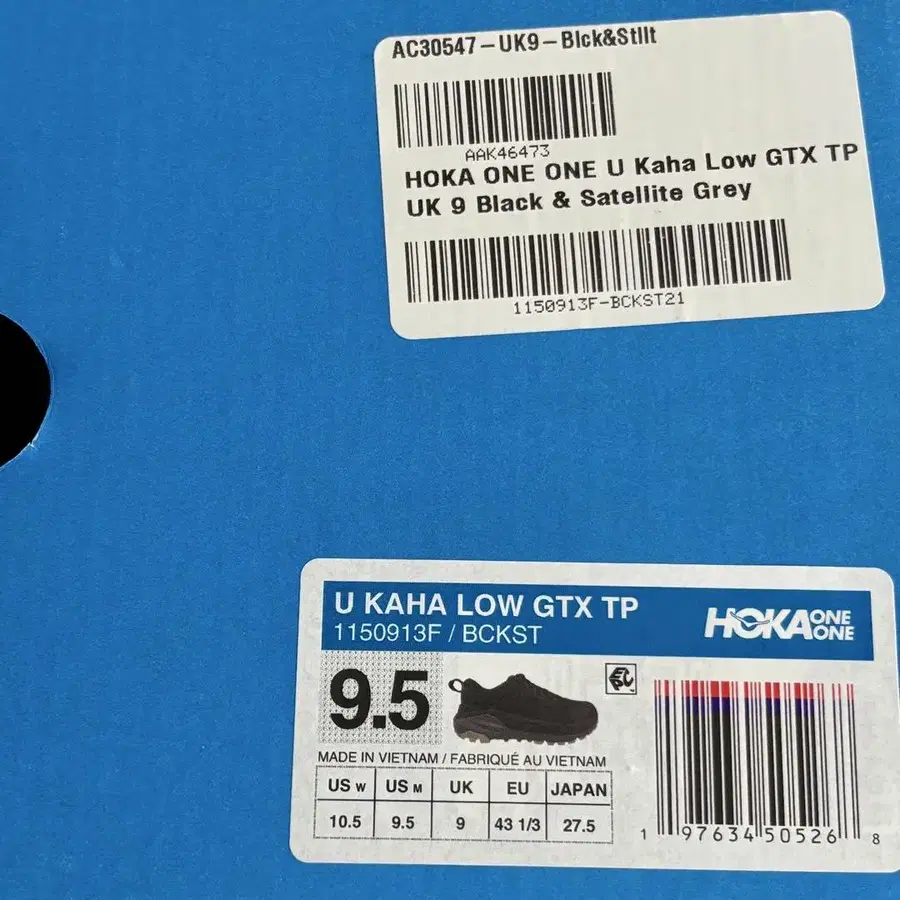 AC30547-UK9-Blck&Stllt
AAK46473
HOKA ONE ONE U Kaha Low GTX TP
UK 9 Black & Satellite Grey
1150913F-BCKST21
U KAHA LOW GTX TP
1150913F / BCKST
HOKA ONE ONE
9.5
MADE IN VIETNAM / FABRIQUÉ AU VIETNAM
US W US M UK EU JAPAN
10.5 9.5 9 43 1/3 27.5
1 97634 50526 8